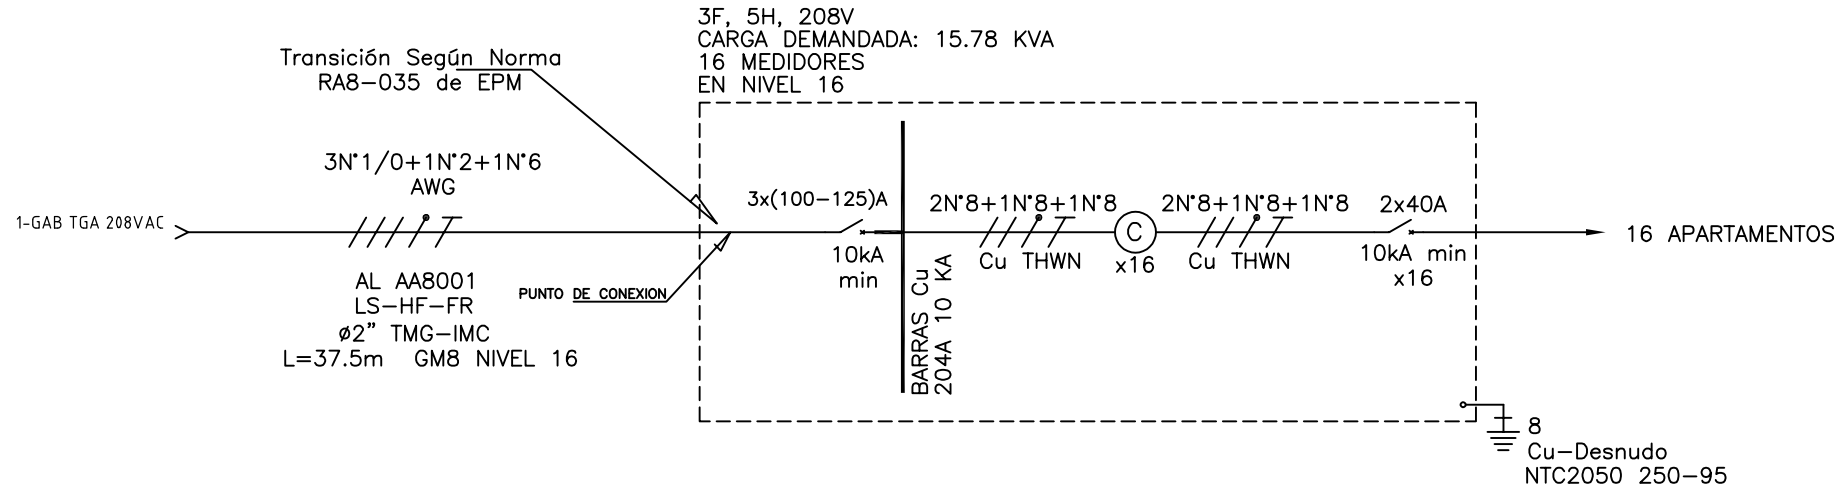 3F, 5H, 208V
CARGA DEMANDADA: 15.78 KVA
16 MEDIDORES
EN NIVEL 16
Transición Según Norma
RA8-035 de EPM
3N°1/0+1N°2+1N°6
AWG
1-GAB TGA 208VAC
AL AA8001
LS-HF-FR
ø2" TMG-IMC
L=37.5m GM8 NIVEL 16
PUNTO DE CONEXION
3x(100-125)A
10kA
min
BARRAS Cu
204A 10 KA
2N°8+1N°8+1N°8
Cu THWN
C
x16
2N°8+1N°8+1N°8
Cu THWN
2x40A
10kA min
x16
16 APARTAMENTOS
8
Cu-Desnudo
NTC2050 250-95